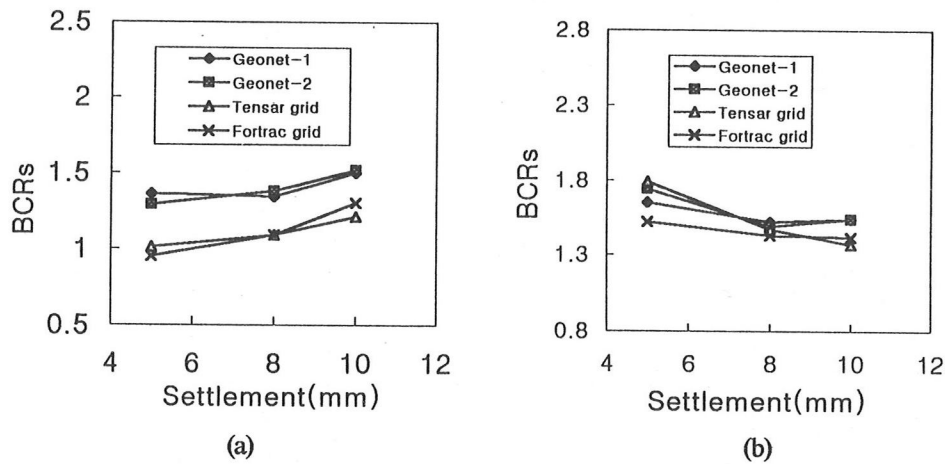 2.5
2
1.5
1
0.5
BCRs
Geonet-1
Geonet-2
Tensar grid
Fortrac grid
4 6 8 10 12
Settlement(mm)
(a)
2.8
2.3
1.8
1.3
0.8
BCRs
Geonet-1
Geonet-2
Tensar grid
Fortrac grid
4 6 8 10 12
Settlement(mm)
(b)